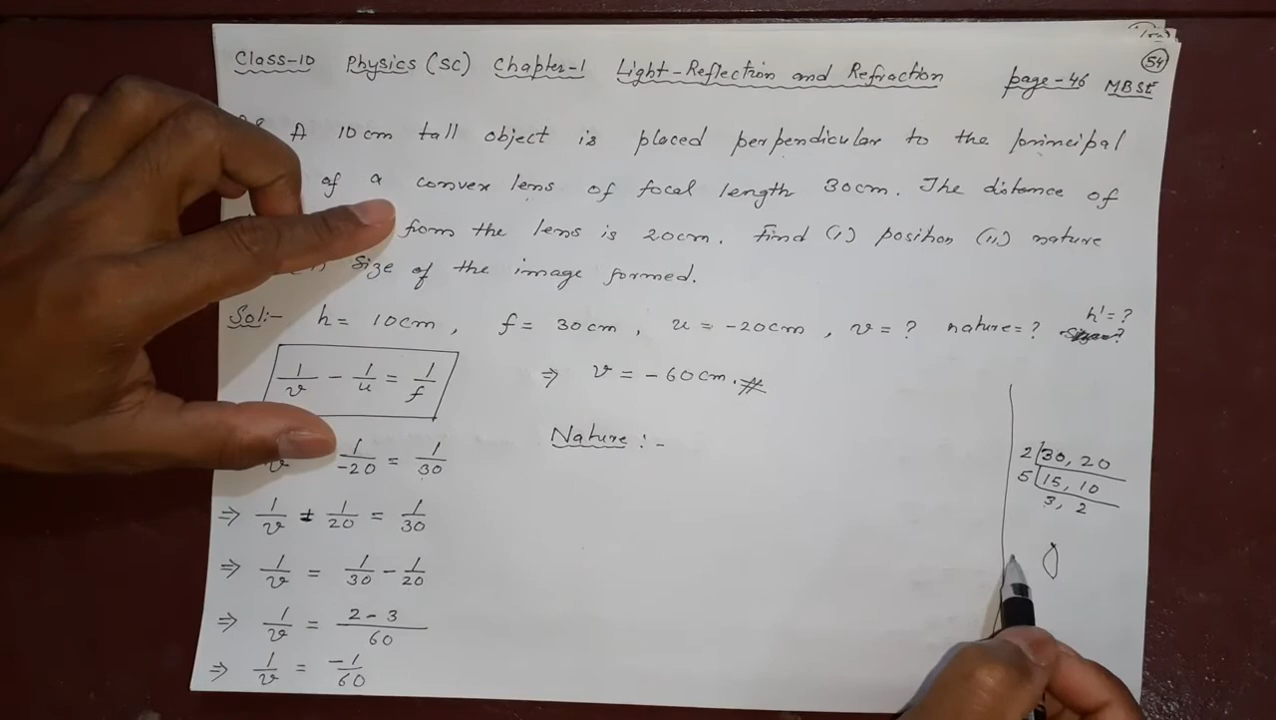 54
Class-10 Physics (SC) Chapter-1 Light-Reflection and Refraction page-46 MBSE
A 10cm tall object is placed perpendicular to the principal
of a convex lens of focal length 30cm. The distance of
from the lens is 20cm. Find (i) position (ii) nature
size of the image formed.
Sol:- h = 10cm, f = 30cm, u = -20cm, v = ? nature = ? h' = ?
1/v - 1/u = 1/f
⇒ v = -60cm.
Nature :-
1/-20 = 1/30
⇒ 1/v + 1/20 = 1/30
⇒ 1/v = 1/30 - 1/20
⇒ 1/v = 2-3/60
⇒ 1/v = -1/60
2 30, 20
5 15, 10
3, 2